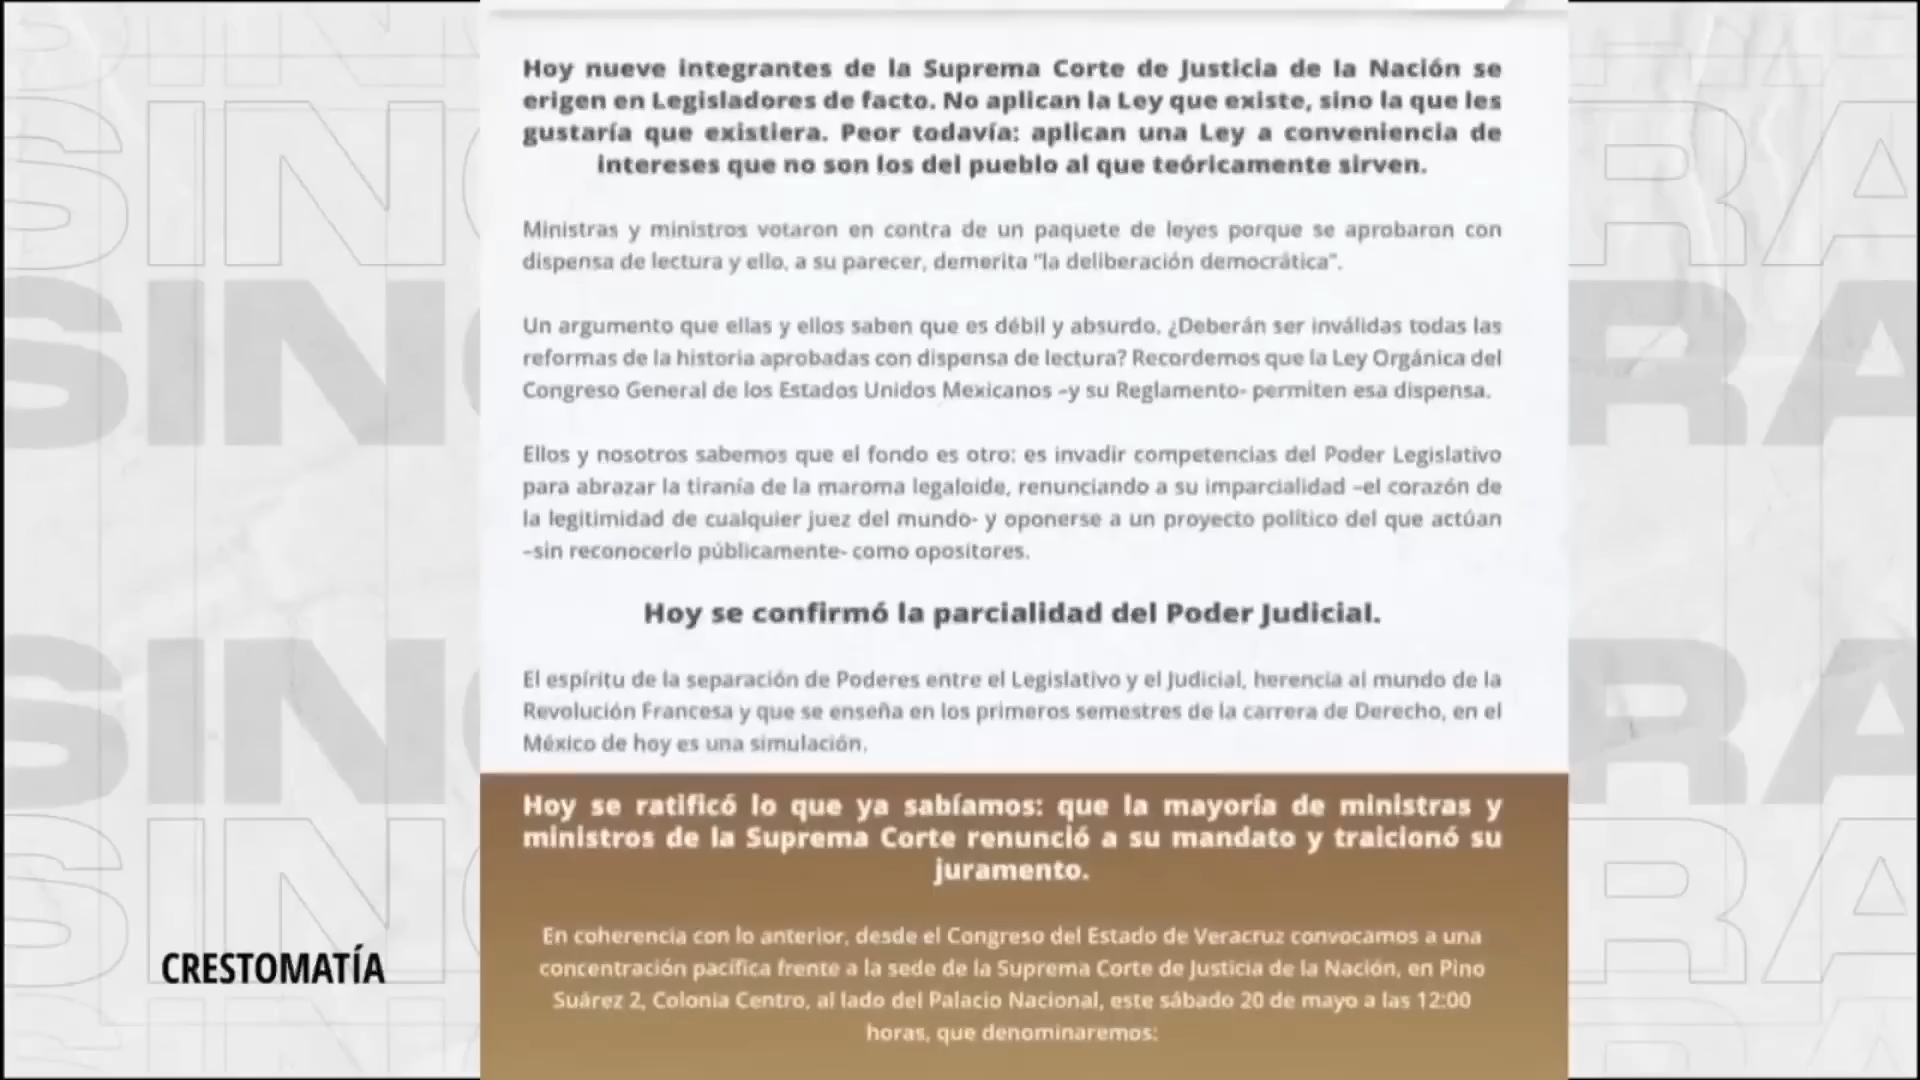 Hoy nueve integrantes de la Suprema Corte de Justicia de la Nación se
erigen en Legisladores de facto. No aplican la Ley que existe, sino la que les
gustaría que existiera. Peor todavía: aplican una Ley a conveniencia de
intereses que no son los del pueblo al que teóricamente sirven.
Ministras y ministros votaron en contra de un paquete de leyes porque se aprobaron con
dispensa de lectura y ello, a su parecer, demerita “la deliberación democrática”.
Un argumento que ellas y ellos saben que es débil y absurdo. ¿Deberán ser inválidas todas las
reformas de la historia aprobadas con dispensa de lectura? Recordemos que la Ley Orgánica del
Congreso General de los Estados Unidos Mexicanos –y su Reglamento- permiten esa dispensa.
Ellos y nosotros sabemos que el fondo es otro: es invadir competencias del Poder Legislativo
para abrazar la tiranía de la maroma legaloide, renunciando a su imparcialidad –el corazón de
la legitimidad de cualquier juez del mundo- y oponerse a un proyecto político del que actúan
–sin reconocerlo públicamente- como opositores.
Hoy se confirmó la parcialidad del Poder Judicial.
El espíritu de la separación de Poderes entre el Legislativo y el Judicial, herencia al mundo de la
Revolución Francesa y que se enseña en los primeros semestres de la carrera de Derecho, en el
México de hoy es una simulación.
Hoy se ratificó lo que ya sabíamos: que la mayoría de ministras y
ministros de la Suprema Corte renunció a su mandato y traicionó su
juramento.
En coherencia con lo anterior, desde el Congreso del Estado de Veracruz convocamos a una
concentración pacífica frente a la sede de la Suprema Corte de Justicia de la Nación, en Pino
Suárez 2, Colonia Centro, al lado del Palacio Nacional, este sábado 20 de mayo a las 12:00
horas, que denominaremos:
CRESTOMATÍA